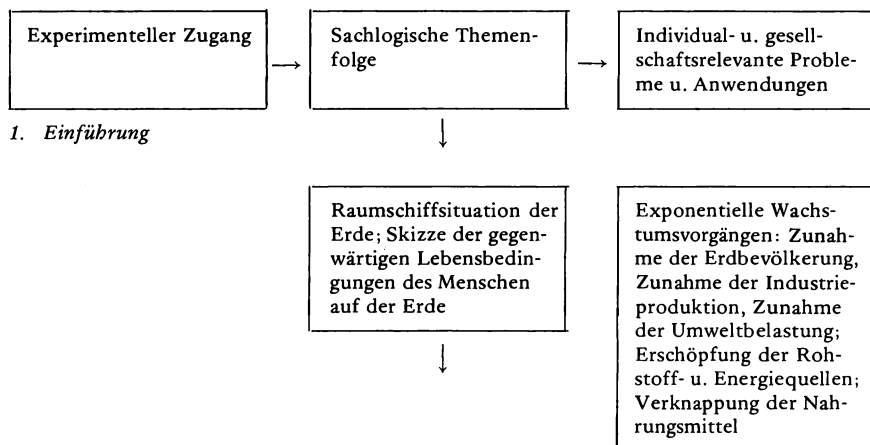 Experimenteller Zugang
→
Sachlogische Themen-
folge
→
Individual- u. gesell-
schaftsrelevante Proble-
me u. Anwendungen
1. Einführung
↓
Raumschiffsituation der
Erde; Skizze der gegen-
wärtigen Lebensbedin-
gungen des Menschen
auf der Erde
↓
Exponentielle Wachs-
tumsvorgängen: Zunah-
me der Erdbevölkerung,
Zunahme der Industrie-
produktion, Zunahme
der Umweltbelastung;
Erschöpfung der Roh-
stoff- u. Energiequellen;
Verknappung der Nah-
rungsmittel